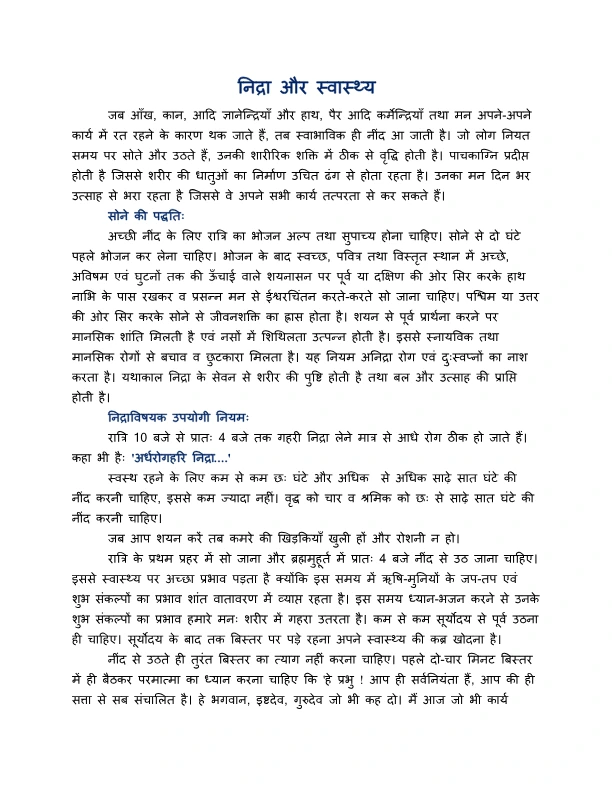 निद्रा और स्वास्थ्य
जब आँख, कान, आदि ज्ञानेन्द्रियाँ और हाथ, पैर आदि कर्मेन्द्रियाँ तथा मन अपने-अपने
कार्य में रत रहने के कारण थक जाते हैं, तब स्वाभाविक ही नींद आ जाती है। जो लोग नियत
समय पर सोते और उठते हैं, उनकी शारीरिक शक्ति में ठीक से वृद्धि होती है। पाचकाग्नि प्रदीप्त
होती है जिससे शरीर की धातुओं का निर्माण उचित ढंग से होता रहता है। उनका मन दिन भर
उत्साह से भरा रहता है जिससे वे अपने सभी कार्य तत्परता से कर सकते हैं।
सोने की पद्धतिः
अच्छी नींद के लिए रात्रि का भोजन अल्प तथा सुपाच्य होना चाहिए। सोने से दो घंटे
पहले भोजन कर लेना चाहिए। भोजन के बाद स्वच्छ, पवित्र तथा विस्तृत स्थान में अच्छे,
अविषम एवं घुटनों तक की ऊँचाई वाले शयनासन पर पूर्व या दक्षिण की ओर सिर करके हाथ
नाभि के पास रखकर व प्रसन्न मन से ईश्वरचिंतन करते-करते सो जाना चाहिए। पश्चिम या उत्तर
की ओर सिर करके सोने से जीवनशक्ति का ह्रास होता है। शयन से पूर्व प्रार्थना करने पर
मानसिक शांति मिलती है एवं नसों में शिथिलता उत्पन्न होती है। इससे स्नायविक तथा
मानसिक रोगों से बचाव व छुटकारा मिलता है। यह नियम अनिद्रा रोग एवं दुःस्वप्नों का नाश
करता है। यथाकाल निद्रा के सेवन से शरीर की पुष्टि होती है तथा बल और उत्साह की प्राप्ति
होती है।
निद्राविषयक उपयोगी नियमः
रात्रि 10 बजे से प्रातः 4 बजे तक गहरी निद्रा लेने मात्र से आधे रोग ठीक हो जाते हैं।
कहा भी हैः 'अर्धरोगहरि निद्रा....'
स्वस्थ रहने के लिए कम से कम छः घंटे और अधिक से अधिक साढ़े सात घंटे की
नींद करनी चाहिए, इससे कम ज्यादा नहीं। वृद्ध को चार व श्रमिक को छः से साढ़े सात घंटे की
नींद करनी चाहिए।
जब आप शयन करें तब कमरे की खिड़कियाँ खुली हों और रोशनी न हो।
रात्रि के प्रथम प्रहर में सो जाना और ब्रह्ममुहूर्त में प्रातः 4 बजे नींद से उठ जाना चाहिए।
इससे स्वास्थ्य पर अच्छा प्रभाव पड़ता है क्योंकि इस समय में ऋषि-मुनियों के जप-तप एवं
शुभ संकल्पों का प्रभाव शांत वातावरण में व्याप्त रहता है। इस समय ध्यान-भजन करने से उनके
शुभ संकल्पों का प्रभाव हमारे मनः शरीर में गहरा उतरता है। कम से कम सूर्योदय से पूर्व उठना
ही चाहिए। सूर्योदय के बाद तक बिस्तर पर पड़े रहना अपने स्वास्थ्य की कब्र खोदना है।
नींद से उठते ही तुरंत बिस्तर का त्याग नहीं करना चाहिए। पहले दो-चार मिनट बिस्तर
में ही बैठकर परमात्मा का ध्यान करना चाहिए कि 'हे प्रभु ! आप ही सर्वनियंता हैं, आप की ही
सत्ता से सब संचालित है। हे भगवान, इष्टदेव, गुरुदेव जो भी कह दो। मैं आज जो भी कार्य